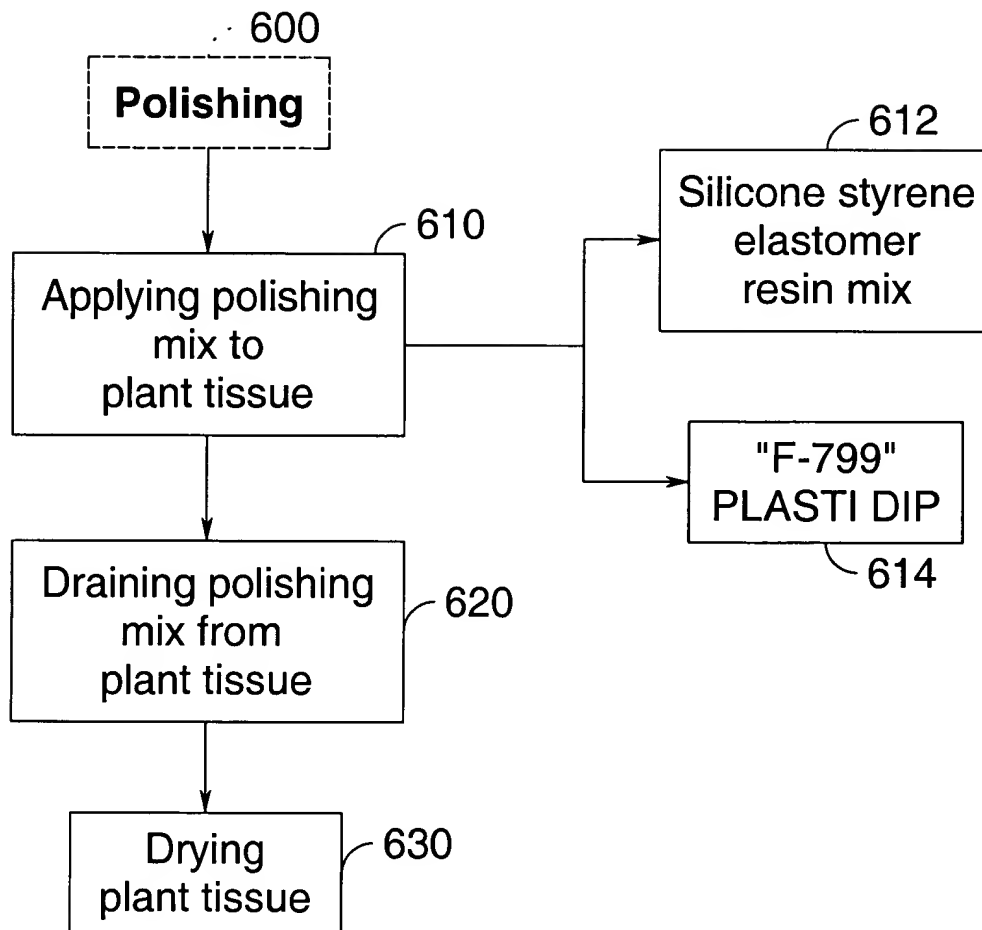 600
Polishing
610
Applying polishing
mix to
plant tissue
612
Silicone styrene
elastomer
resin mix
"F-799"
PLASTI DIP
614
Draining polishing
mix from
plant tissue
620
Drying
plant tissue
630